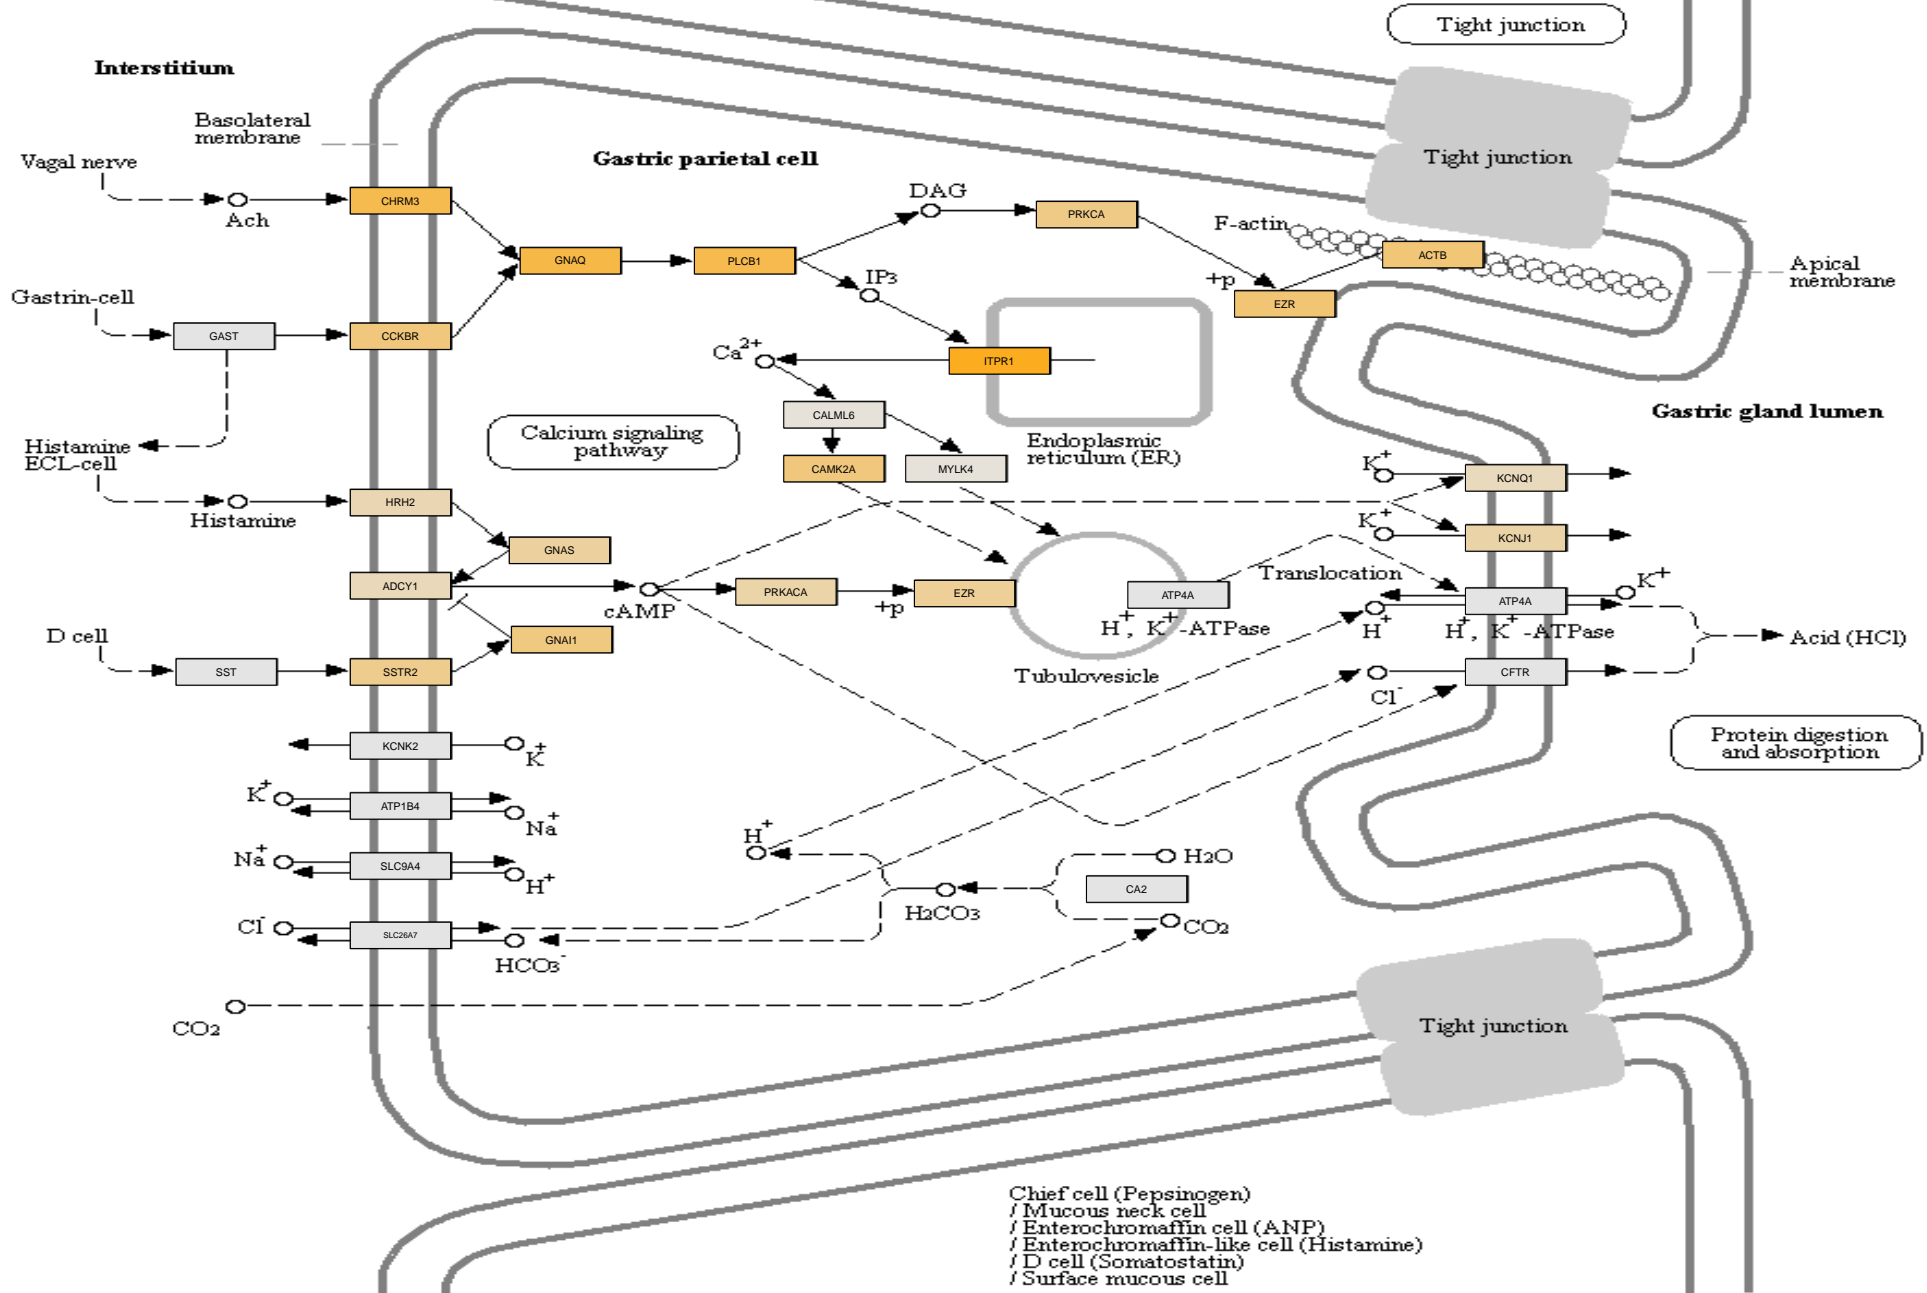 Tight junction
Interstitium
Basolateral
membrane
Vagal nerve
Gastric parietal cell
Tight junction
Ach
CHRM3
DAG
PRKCA
F-actin
ACTB
GNAQ
PLCB1
IP3
+p
EZR
Apical
membrane
Gastrin-cell
GAST
CCKBR
Ca2+
ITPR1
CALML6
Calcium signaling
pathway
Endoplasmic
reticulum (ER)
Gastric gland lumen
Histamine
ECL-cell
CAMK2A
MYLK4
K+
KCNQ1
Histamine
HRH2
GNAS
K+
KCNJ1
ADCY1
cAMP
PRKACA
+p
EZR
ATP4A
H+, K+-ATPase
Translocation
K+
ATP4A
H+
H+, K+-ATPase
Acid (HCl)
D cell
SST
SSTR2
GNAI1
Tubulovesicle
Cl-
CFTR
KCNK2
K+
Protein digestion
and absorption
K+
ATP1B4
Na+
Na+
SLC9A4
H+
H+
H2O
CA2
H2CO3
CO2
Cl-
SLC26A7
HCO3-
CO2
Tight junction
Chief cell (Pepsinogen)
/ Mucous neck cell
/ Enterochromaffin cell (ANP)
/ Enterochromaffin-like cell (Histamine)
/ D cell (Somatostatin)
/ Surface mucous cell